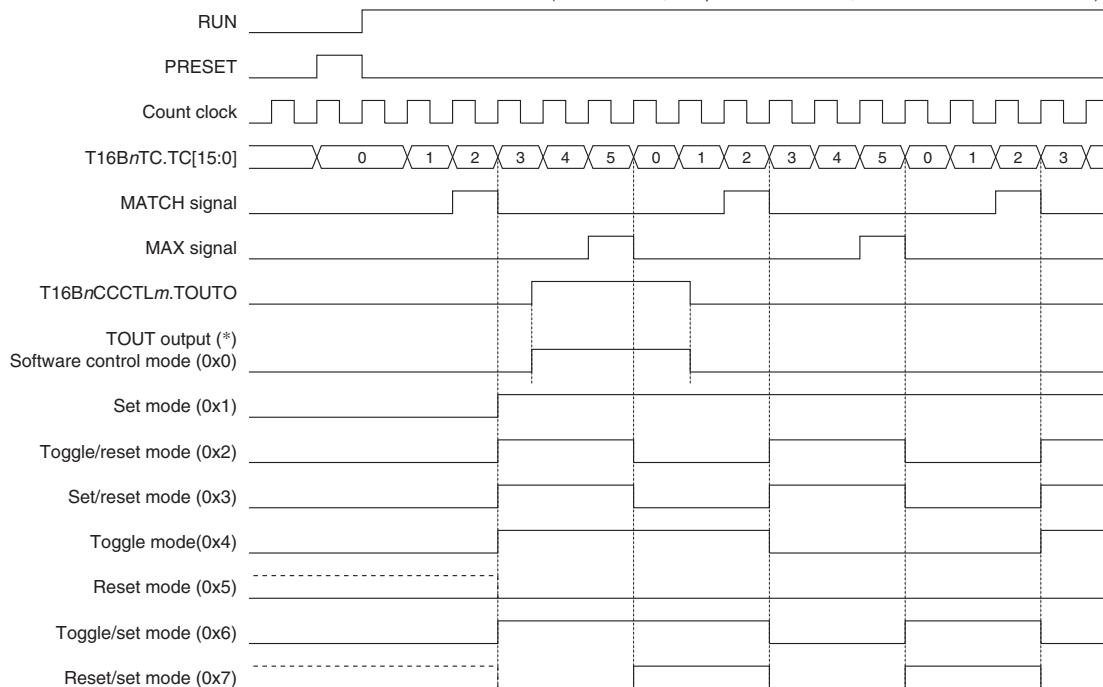 RUN
PRESET
Count clock
T16BnTC.TC[15:0] 0 1 2 3 4 5 0 1 2 3 4 5 0 1 2 3
MATCH signal
MAX signal
T16BnCCCTLm.TOUTO
TOUT output (*)
Software control mode (0x0)
Set mode (0x1)
Toggle/reset mode (0x2)
Set/reset mode (0x3)
Toggle mode(0x4)
Reset mode (0x5)
Toggle/set mode (0x6)
Reset/set mode (0x7)